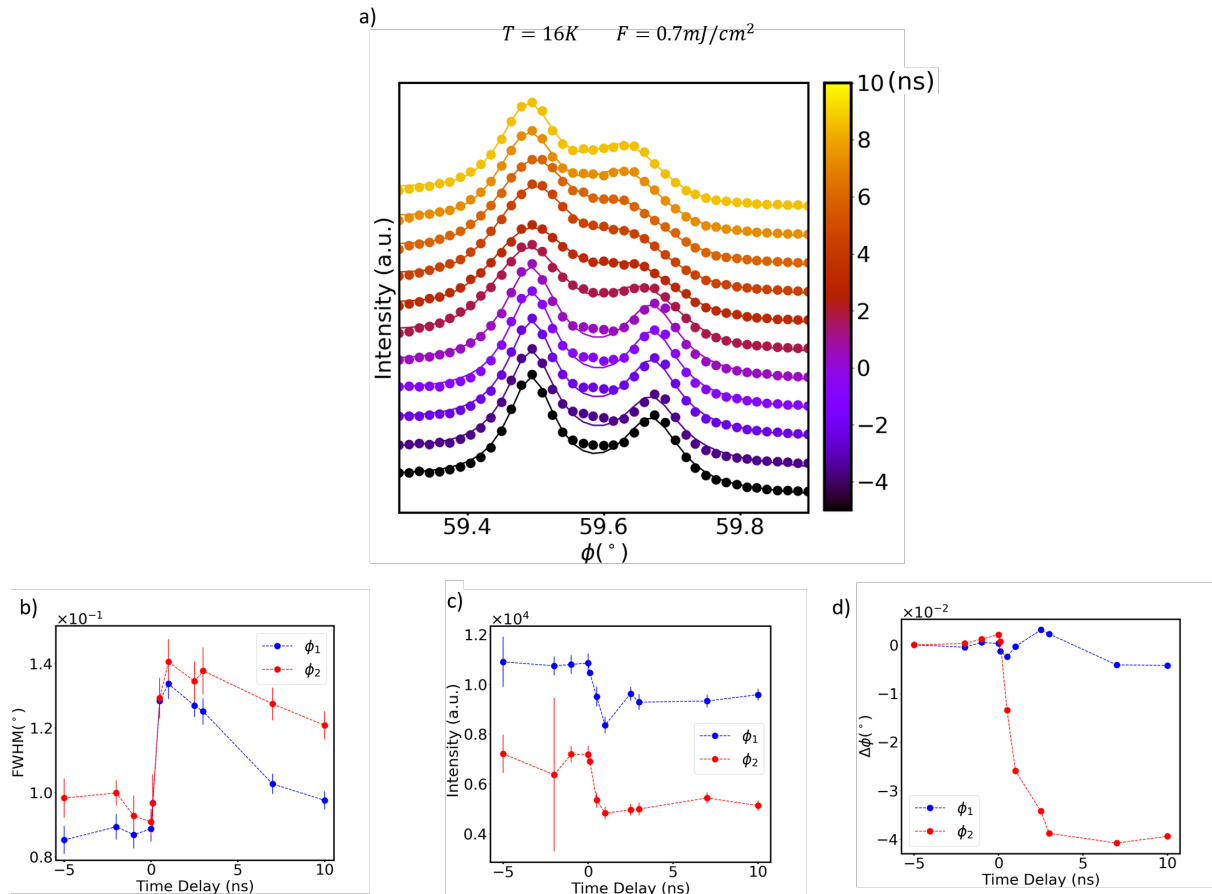 a)
T = 16K F = 0.7mJ/cm²
10 (ns)
8
6
4
2
0
−2
−4
Intensity (a.u.)
59.4 59.6 59.8
ϕ(°)
b)
×10⁻¹
1.4
1.2
1.0
0.8
FWHM(°)
ϕ₁
ϕ₂
−5 0 5 10
Time Delay (ns)
c)
×10⁴
1.2
1.0
0.8
0.6
0.4
Intensity (a.u.)
ϕ₁
ϕ₂
−5 0 5 10
Time Delay (ns)
d)
×10⁻²
0
−1
−2
−3
−4
Δϕ(°)
ϕ₁
ϕ₂
−5 0 5 10
Time Delay (ns)